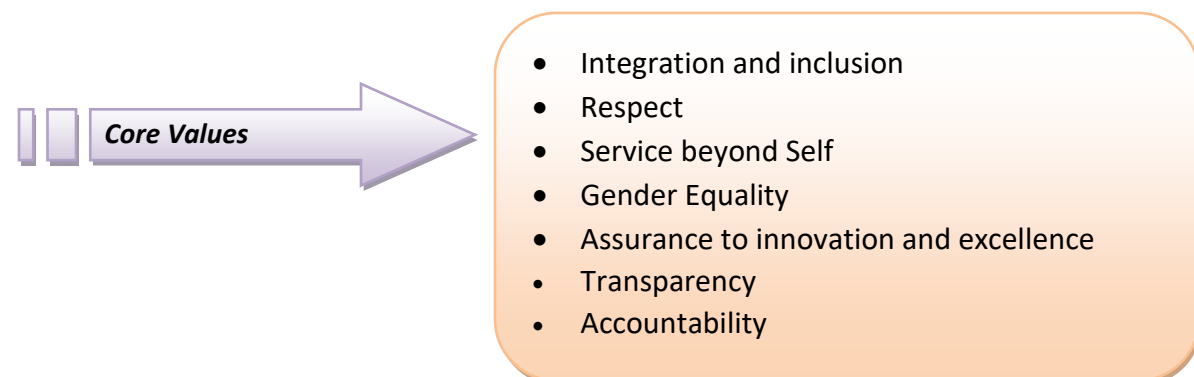 Core Values
• Integration and inclusion
• Respect
• Service beyond Self
• Gender Equality
• Assurance to innovation and excellence
• Transparency
• Accountability